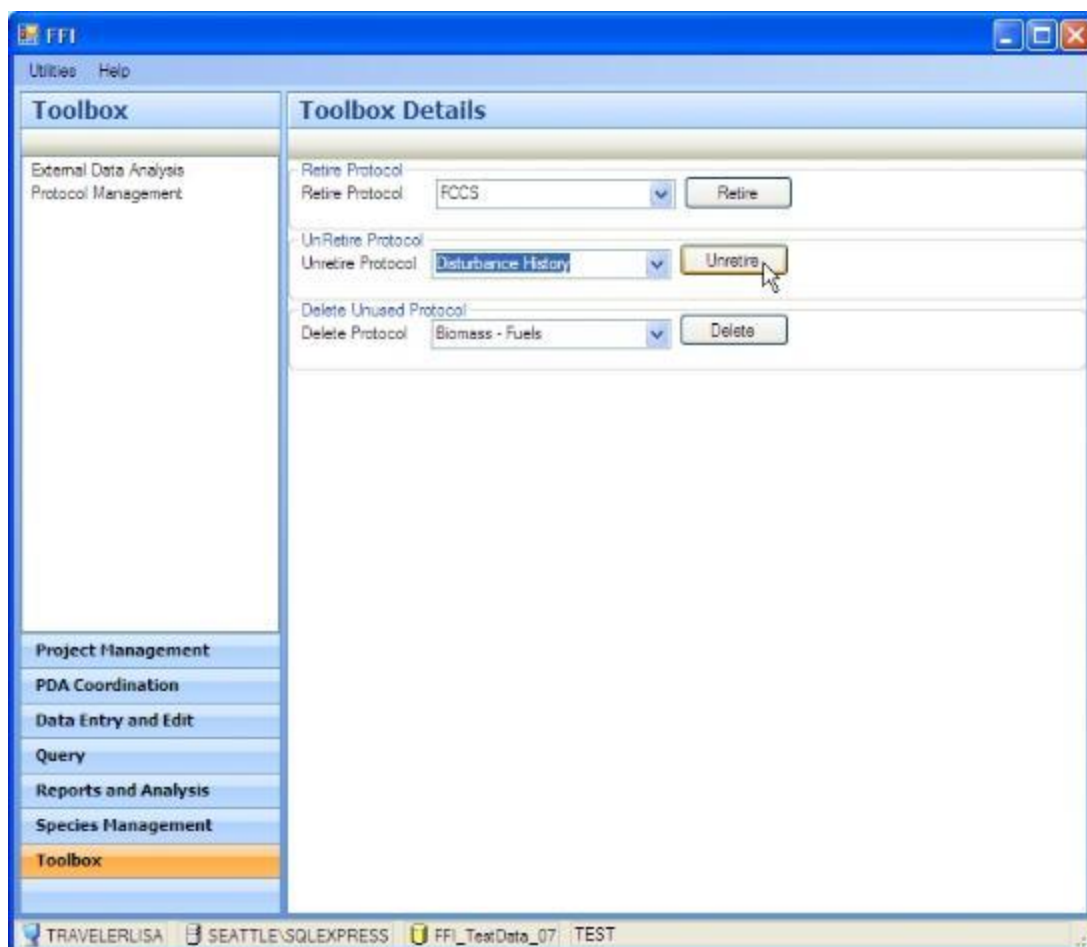 FFI
Utilities Help
Toolbox
Toolbox Details
External Data Analysis
Protocol Management
Retire Protocol
Retire Protocol FCCS Retire
UnRetire Protocol
Unretire Protocol Disturbance History Unretire
Delete Unused Protocol
Delete Protocol Biomass - Fuels Delete
Project Management
PDA Coordination
Data Entry and Edit
Query
Reports and Analysis
Species Management
Toolbox
TRAVELERLISA SEATTLE\SQLEXPRESS FFI_TestData_07 TEST